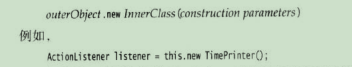 outerObject.new InnerClass(construction parameters)
例如，
ActionListener listener = this.new TimePrinter();